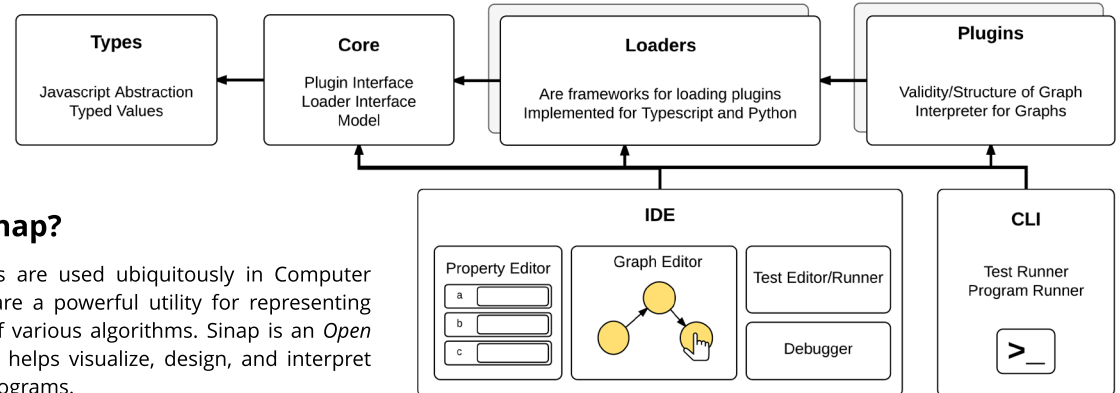 Types
Javascript Abstraction
Typed Values
Core
Plugin Interface
Loader Interface
Model
Loaders
Are frameworks for loading plugins
Implemented for Typescript and Python
Plugins
Validity/Structure of Graph
Interpreter for Graphs
are used ubiquitously in Computer
are a powerful utility for representing
various algorithms. Sinap is an Open
helps visualize, design, and interpret
IDE
Property Editor
a
b
c
Graph Editor
Test Editor/Runner
Debugger
CLI
Test Runner
Program Runner
>_